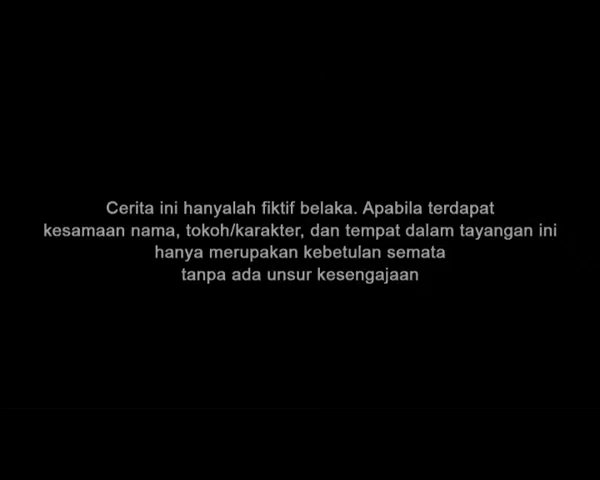 Cerita ini hanyalah fiktif belaka. Apabila terdapat
kesamaan nama, tokoh/karakter, dan tempat dalam tayangan ini
hanya merupakan kebetulan semata
tanpa ada unsur kesengajaan